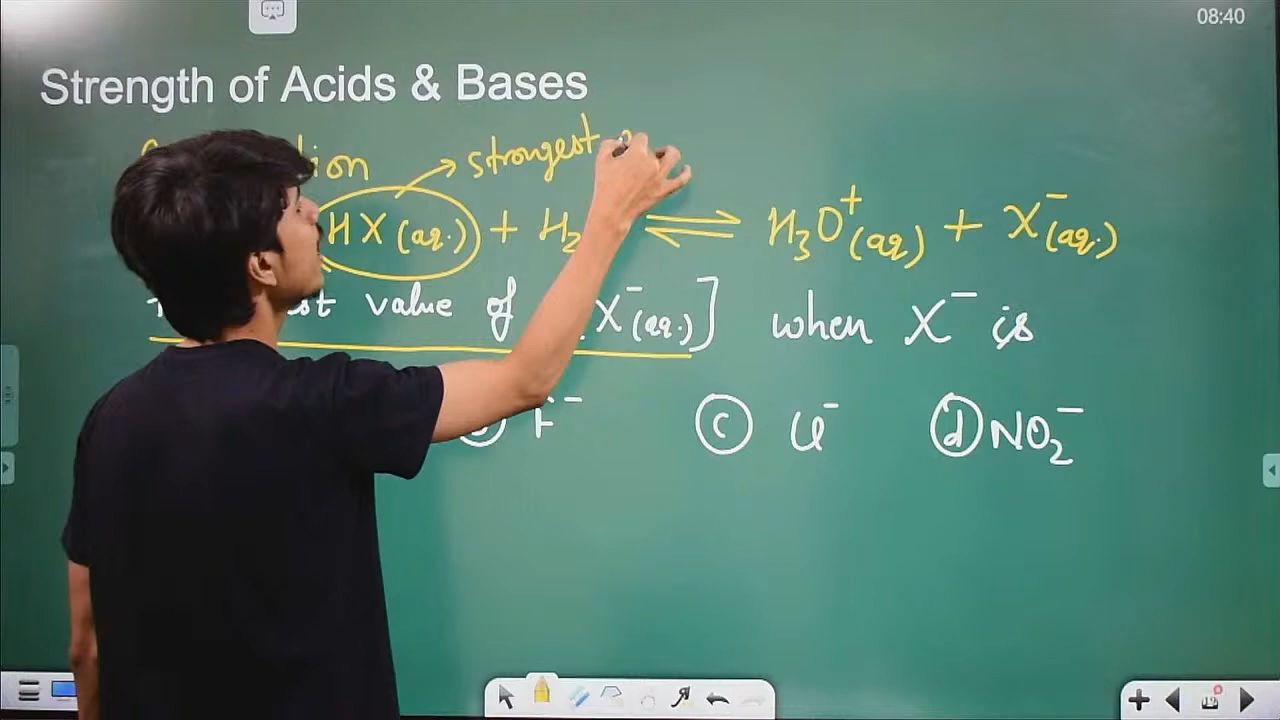 08:40
Strength of Acids & Bases
→ strongest
HX (aq.) + H₂ ⇌ H₃O⁺ (aq) + X⁻ (aq.)
value of X⁻ (aq.)] when X⁻ is
F⁻ (c) Cl⁻ (d) NO₂⁻